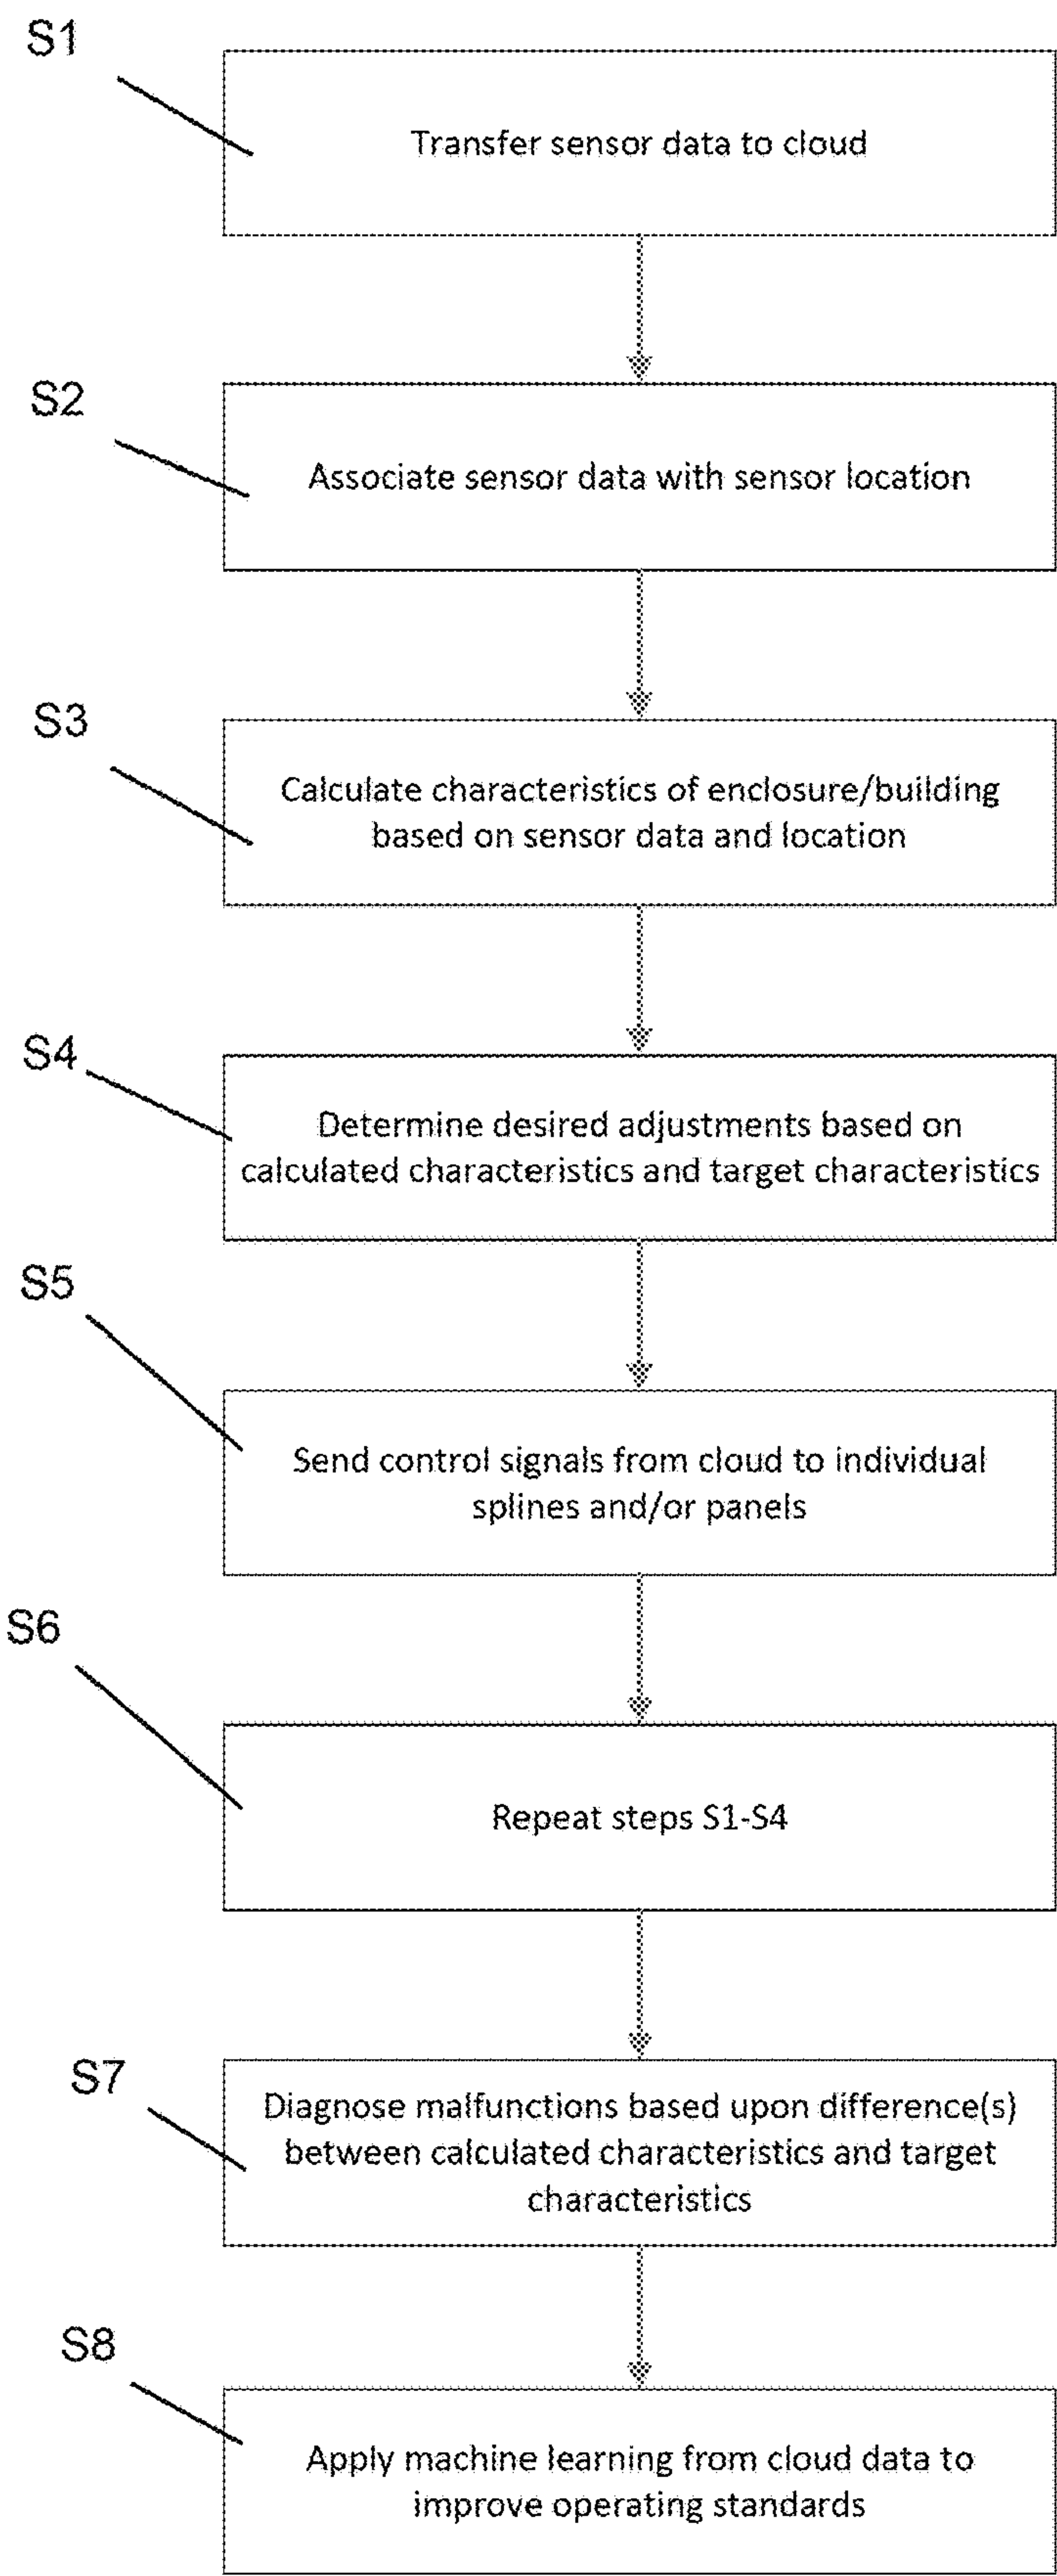 S1
Transfer sensor data to cloud
S2
Associate sensor data with sensor location
S3
Calculate characteristics of enclosure/building
based on sensor data and location
S4
Determine desired adjustments based on
calculated characteristics and target characteristics
S5
Send control signals from cloud to individual
splines and/or panels
S6
Repeat steps S1-S4
S7
Diagnose malfunctions based upon difference(s)
between calculated characteristics and target
characteristics
S8
Apply machine learning from cloud data to
improve operating standards